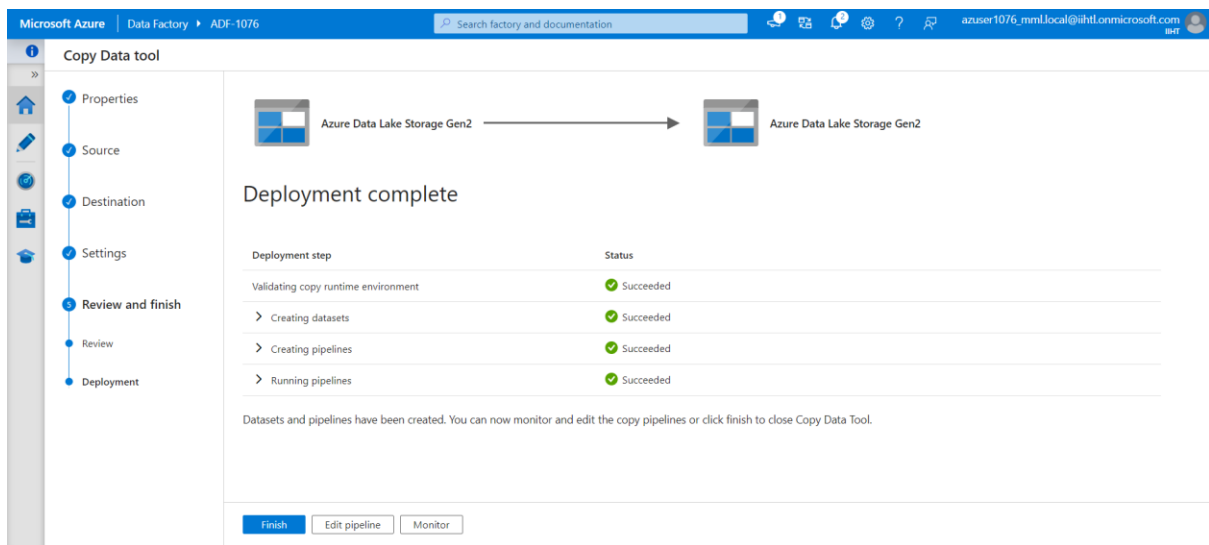 Microsoft Azure | Data Factory ▸ ADF-1076
Search factory and documentation
1
2
azuser1076_mml.local@iihtl.onmicrosoft.com
IIHT
Copy Data tool
Properties
Source
Destination
Settings
5 Review and finish
Review
Deployment
Azure Data Lake Storage Gen2
Azure Data Lake Storage Gen2
Deployment complete
Deployment step Status
Validating copy runtime environment Succeeded
> Creating datasets Succeeded
> Creating pipelines Succeeded
> Running pipelines Succeeded
Datasets and pipelines have been created. You can now monitor and edit the copy pipelines or click finish to close Copy Data Tool.
Finish Edit pipeline Monitor